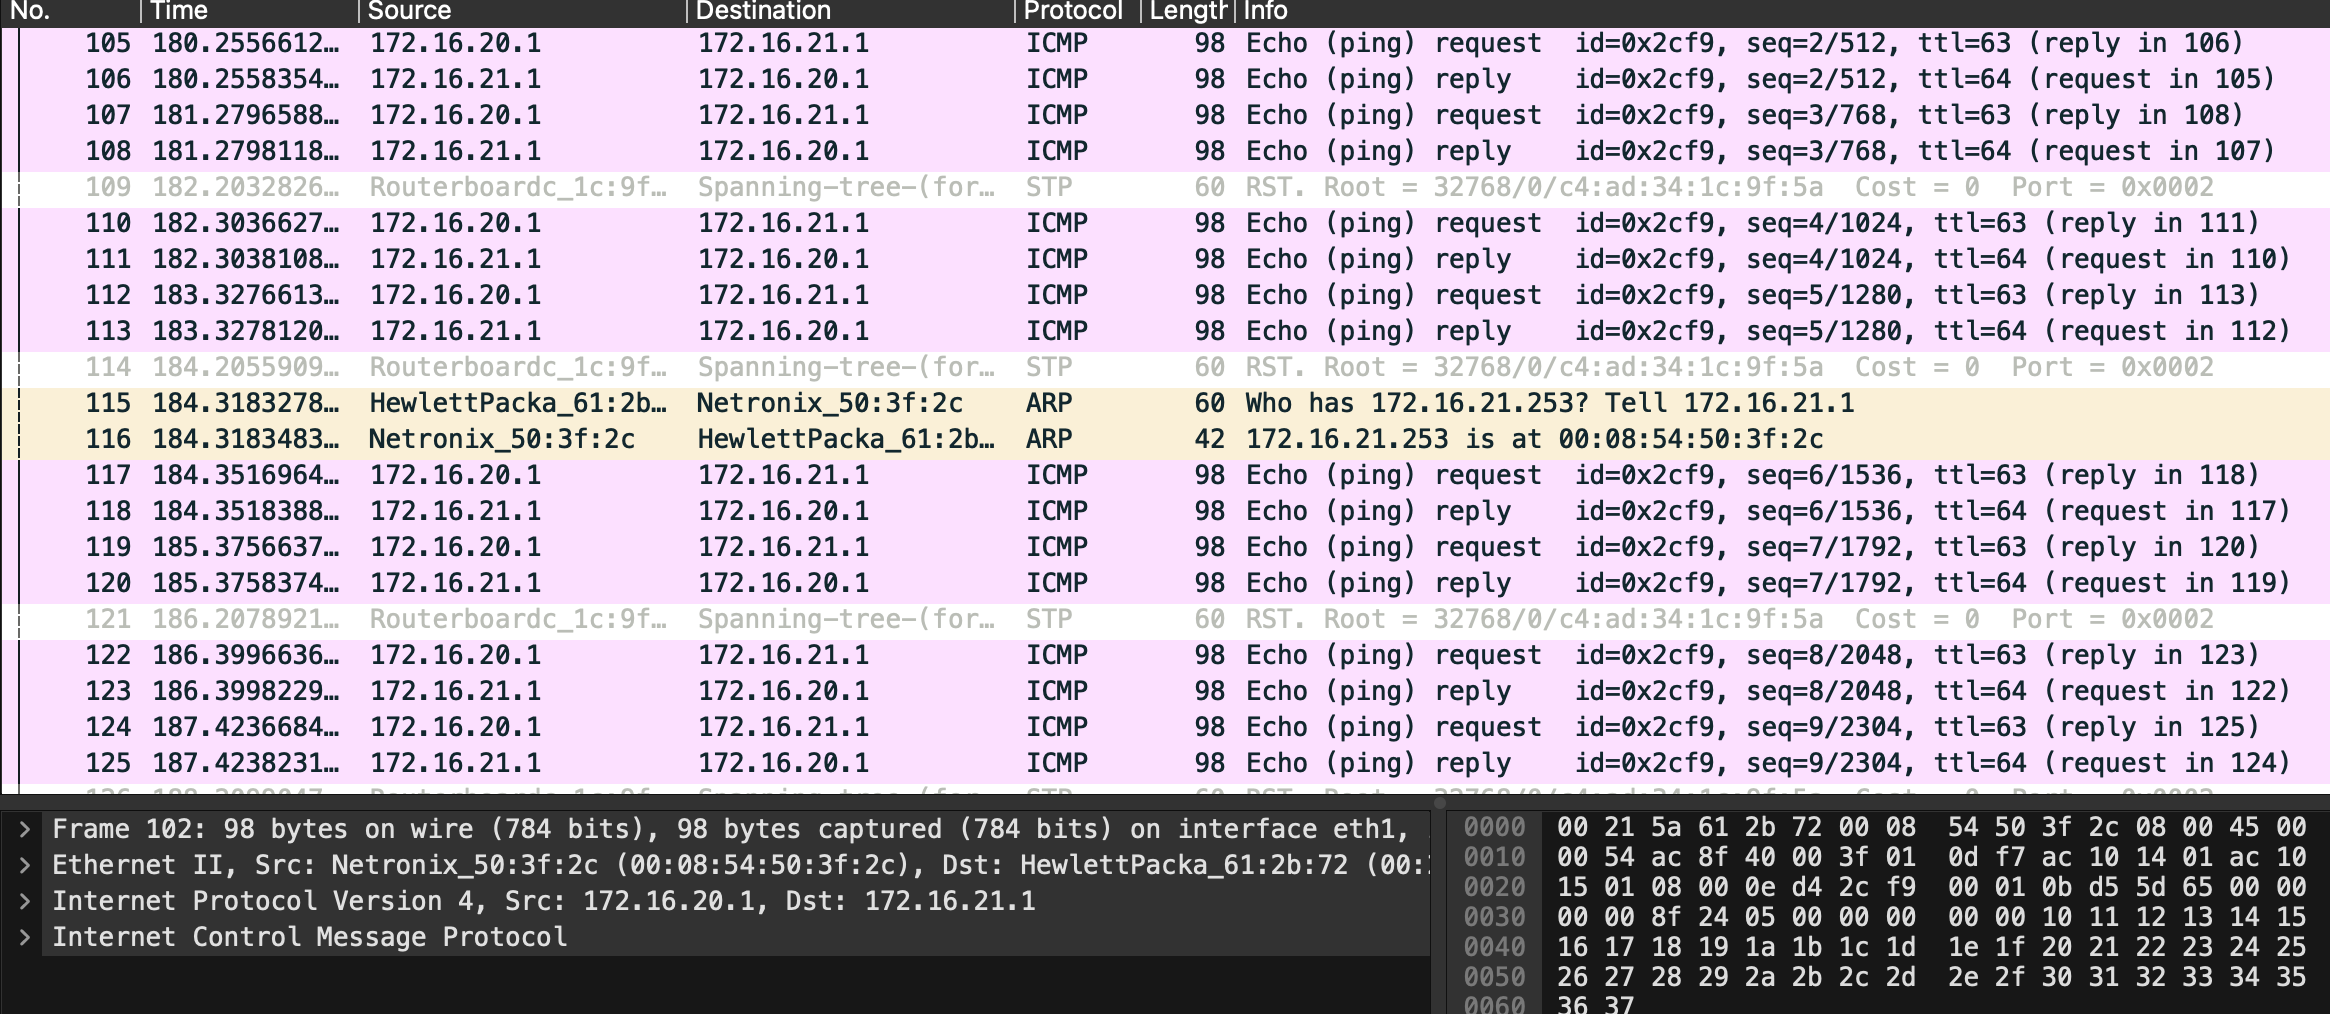 No. Time Source Destination Protocol Length Info
105 180.2556612… 172.16.20.1 172.16.21.1 ICMP 98 Echo (ping) request id=0x2cf9, seq=2/512, ttl=63 (reply in 106)
106 180.2558354… 172.16.21.1 172.16.20.1 ICMP 98 Echo (ping) reply id=0x2cf9, seq=2/512, ttl=64 (request in 105)
107 181.2796588… 172.16.20.1 172.16.21.1 ICMP 98 Echo (ping) request id=0x2cf9, seq=3/768, ttl=63 (reply in 108)
108 181.2798118… 172.16.21.1 172.16.20.1 ICMP 98 Echo (ping) reply id=0x2cf9, seq=3/768, ttl=64 (request in 107)
109 182.2032826… Routerboardc_1c:9f… Spanning-tree-(for… STP 60 RST. Root = 32768/0/c4:ad:34:1c:9f:5a Cost = 0 Port = 0x0002
110 182.3036627… 172.16.20.1 172.16.21.1 ICMP 98 Echo (ping) request id=0x2cf9, seq=4/1024, ttl=63 (reply in 111)
111 182.3038108… 172.16.21.1 172.16.20.1 ICMP 98 Echo (ping) reply id=0x2cf9, seq=4/1024, ttl=64 (request in 110)
112 183.3276613… 172.16.20.1 172.16.21.1 ICMP 98 Echo (ping) request id=0x2cf9, seq=5/1280, ttl=63 (reply in 113)
113 183.3278120… 172.16.21.1 172.16.20.1 ICMP 98 Echo (ping) reply id=0x2cf9, seq=5/1280, ttl=64 (request in 112)
114 184.2055909… Routerboardc_1c:9f… Spanning-tree-(for… STP 60 RST. Root = 32768/0/c4:ad:34:1c:9f:5a Cost = 0 Port = 0x0002
115 184.3183278… HewlettPacka_61:2b… Netronix_50:3f:2c ARP 60 Who has 172.16.21.253? Tell 172.16.21.1
116 184.3183483… Netronix_50:3f:2c HewlettPacka_61:2b… ARP 42 172.16.21.253 is at 00:08:54:50:3f:2c
117 184.3516964… 172.16.20.1 172.16.21.1 ICMP 98 Echo (ping) request id=0x2cf9, seq=6/1536, ttl=63 (reply in 118)
118 184.3518388… 172.16.21.1 172.16.20.1 ICMP 98 Echo (ping) reply id=0x2cf9, seq=6/1536, ttl=64 (request in 117)
119 185.3756637… 172.16.20.1 172.16.21.1 ICMP 98 Echo (ping) request id=0x2cf9, seq=7/1792, ttl=63 (reply in 120)
120 185.3758374… 172.16.21.1 172.16.20.1 ICMP 98 Echo (ping) reply id=0x2cf9, seq=7/1792, ttl=64 (request in 119)
121 186.2078921… Routerboardc_1c:9f… Spanning-tree-(for… STP 60 RST. Root = 32768/0/c4:ad:34:1c:9f:5a Cost = 0 Port = 0x0002
122 186.3996636… 172.16.20.1 172.16.21.1 ICMP 98 Echo (ping) request id=0x2cf9, seq=8/2048, ttl=63 (reply in 123)
123 186.3998229… 172.16.21.1 172.16.20.1 ICMP 98 Echo (ping) reply id=0x2cf9, seq=8/2048, ttl=64 (request in 122)
124 187.4236684… 172.16.20.1 172.16.21.1 ICMP 98 Echo (ping) request id=0x2cf9, seq=9/2304, ttl=63 (reply in 125)
125 187.4238231… 172.16.21.1 172.16.20.1 ICMP 98 Echo (ping) reply id=0x2cf9, seq=9/2304, ttl=64 (request in 124)
Frame 102: 98 bytes on wire (784 bits), 98 bytes captured (784 bits) on interface eth1,
Ethernet II, Src: Netronix_50:3f:2c (00:08:54:50:3f:2c), Dst: HewlettPacka_61:2b:72 (00:
Internet Protocol Version 4, Src: 172.16.20.1, Dst: 172.16.21.1
Internet Control Message Protocol
0000 00 21 5a 61 2b 72 00 08 54 50 3f 2c 08 00 45 00
0010 00 54 ac 8f 40 00 3f 01 0d f7 ac 10 14 01 ac 10
0020 15 01 08 00 0e d4 2c f9 00 01 0b d5 5d 65 00 00
0030 00 00 8f 24 05 00 00 00 00 00 10 11 12 13 14 15
0040 16 17 18 19 1a 1b 1c 1d 1e 1f 20 21 22 23 24 25
0050 26 27 28 29 2a 2b 2c 2d 2e 2f 30 31 32 33 34 35
0060 36 37